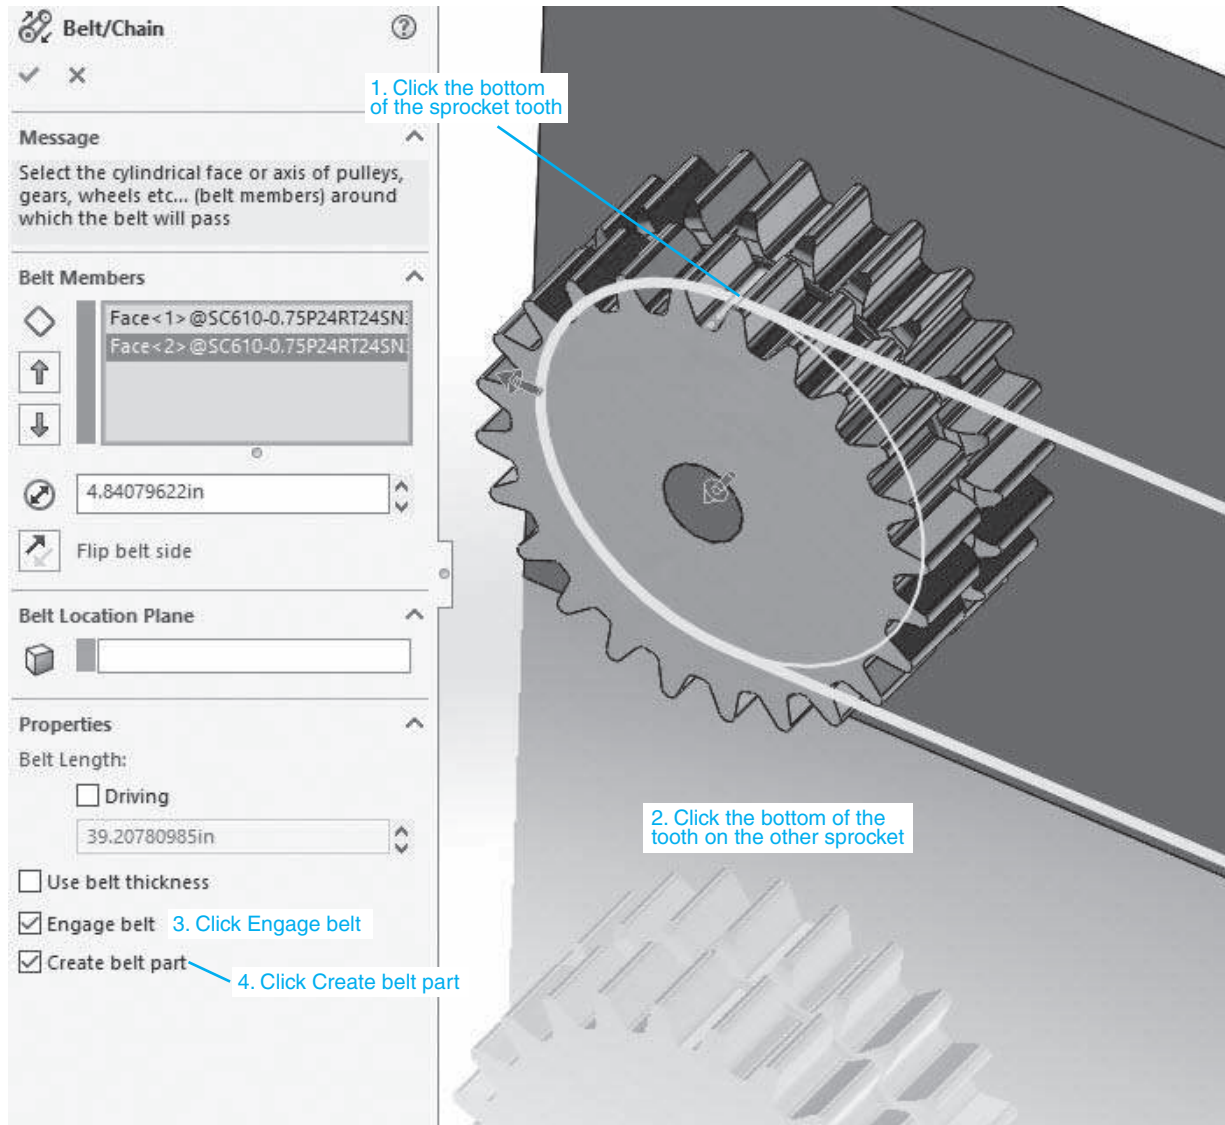 Belt/Chain
1. Click the bottom
of the sprocket tooth
Message
Select the cylindrical face or axis of pulleys,
gears, wheels etc... (belt members) around
which the belt will pass
Belt Members
Face<1>@SC610-0.75P24RT24SN
Face<2>@SC610-0.75P24RT24SN
4.84079622in
Flip belt side
Belt Location Plane
Properties
Belt Length:
Driving
39.20780985in
2. Click the bottom of the
tooth on the other sprocket
Use belt thickness
Engage belt
3. Click Engage belt
Create belt part
4. Click Create belt part